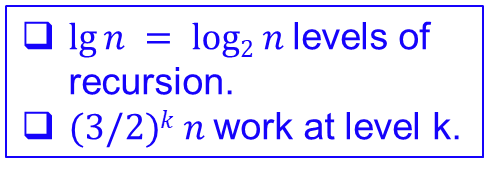 ❑ lg n = log₂ n levels of
recursion.
❑ (3/2)ᵏ n work at level k.